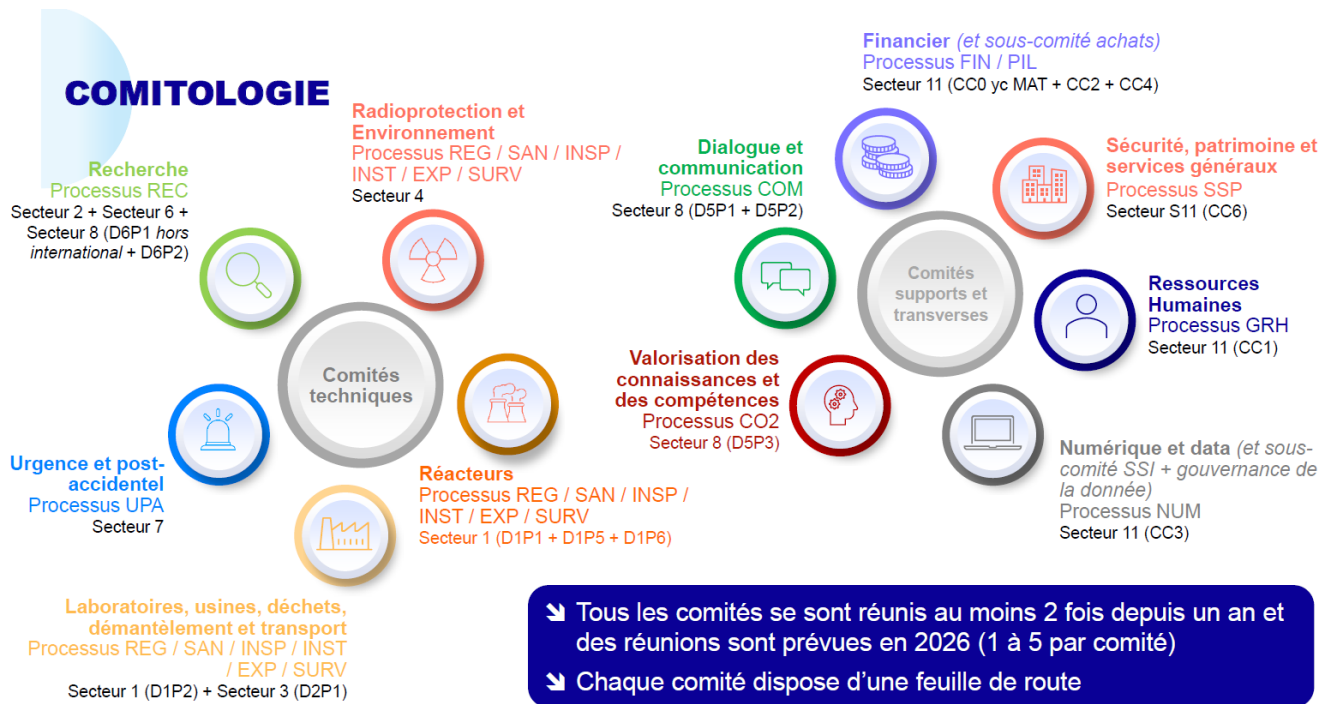 COMITOLOGIE
Recherche
Processus REC
Secteur 2 + Secteur 6 +
Secteur 8 (D6P1 hors
international + D6P2)
Radioprotection et
Environnement
Processus REG / SAN / INSP /
INST / EXP / SURV
Secteur 4
Comités
techniques
Urgence et post-
accidentel
Processus UPA
Secteur 7
Réacteurs
Processus REG / SAN / INSP /
INST / EXP / SURV
Secteur 1 (D1P1 + D1P5 + D1P6)
Laboratoires, usines, déchets,
démantèlement et transport
Processus REG / SAN / INSP / INST
/ EXP / SURV
Secteur 1 (D1P2) + Secteur 3 (D2P1)
Financier (et sous-comité achats)
Processus FIN / PIL
Secteur 11 (CC0 yc MAT + CC2 + CC4)
Dialogue et
communication
Processus COM
Secteur 8 (D5P1 + D5P2)
Sécurité, patrimoine et
services généraux
Processus SSP
Secteur S11 (CC6)
Comités
supports et
transverses
Ressources
Humaines
Processus GRH
Secteur 11 (CC1)
Valorisation des
connaissances et
des compétences
Processus CO2
Secteur 8 (D5P3)
Numérique et data (et sous-
comité SSI + gouvernance de
la donnée)
Processus NUM
Secteur 11 (CC3)
Tous les comités se sont réunis au moins 2 fois depuis un an et
des réunions sont prévues en 2026 (1 à 5 par comité)
Chaque comité dispose d'une feuille de route